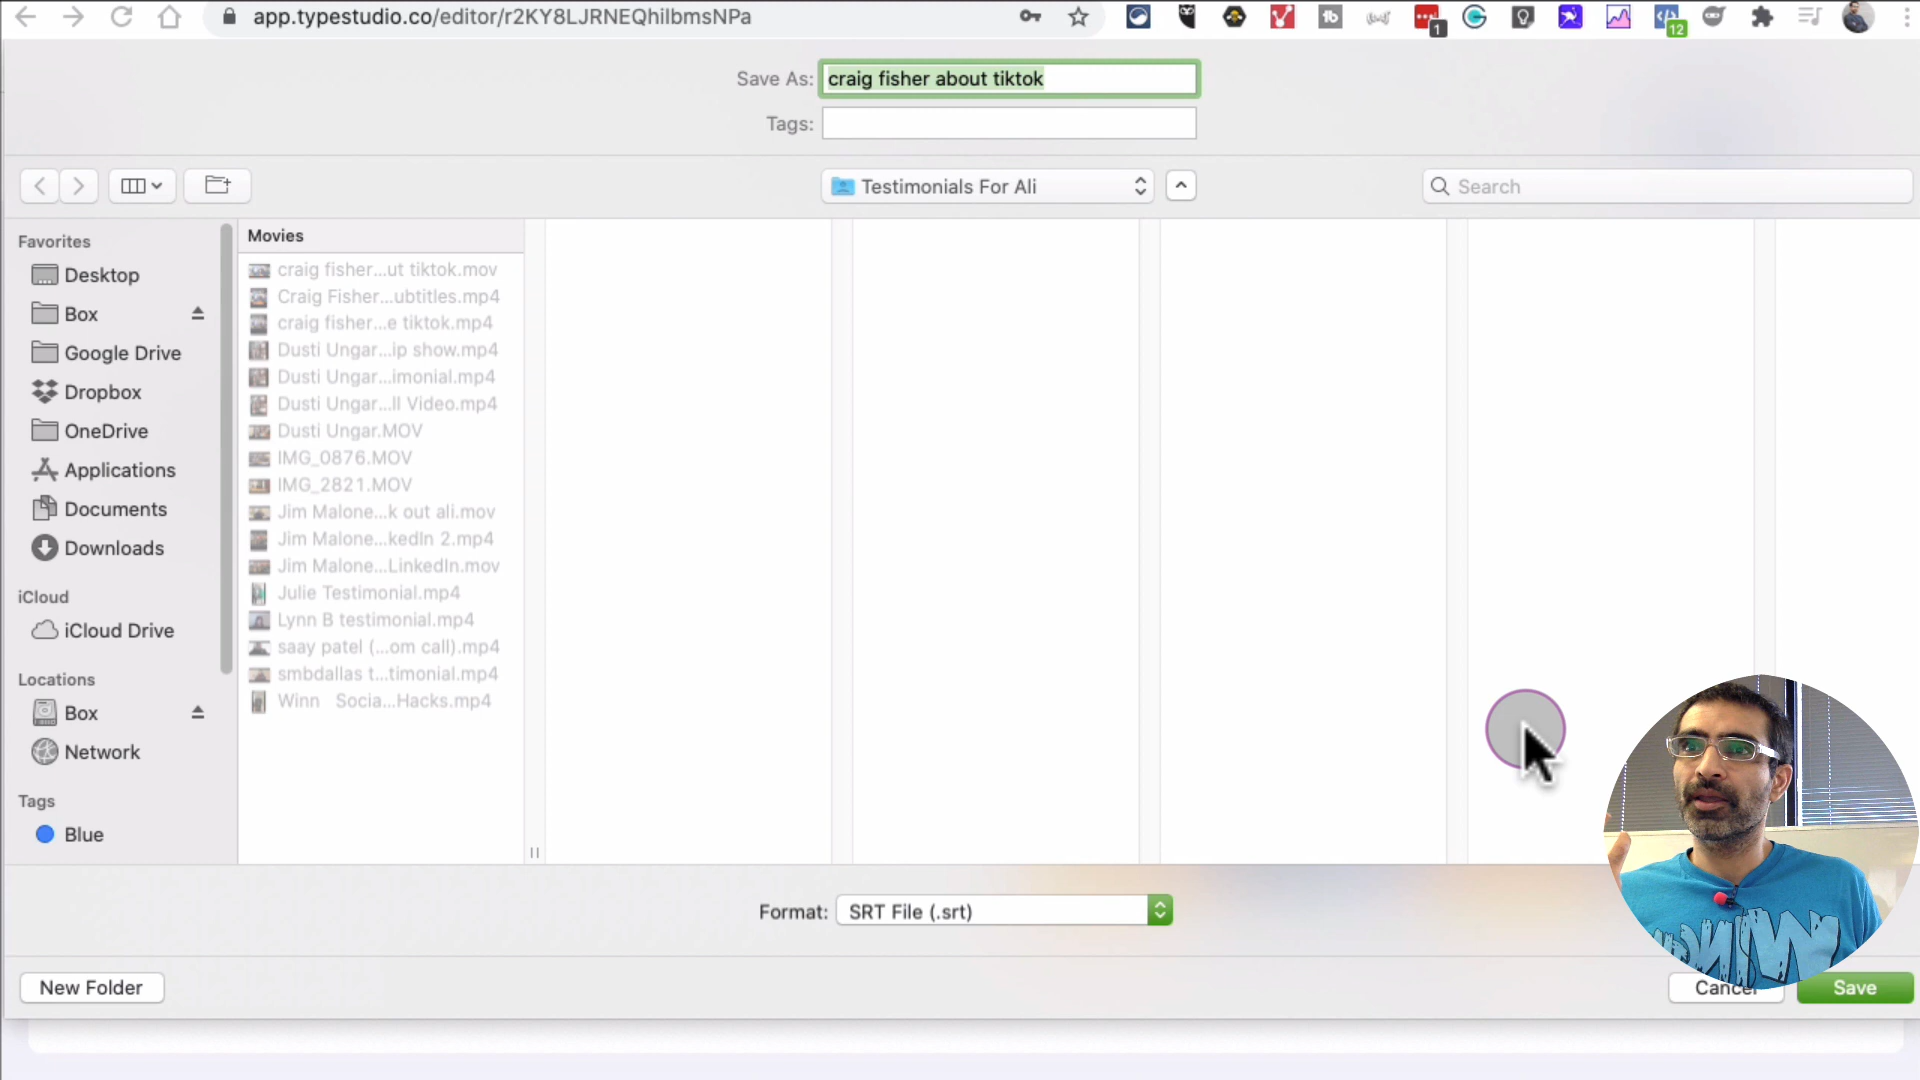 app.typestudio.co/editor/r2KY8LJRNEQhilbmsNPa
1
12
Save As: craig fisher about tiktok
Tags:
Testimonials For Ali
Search
Favorites
Desktop
Box
Google Drive
Dropbox
OneDrive
Applications
Documents
Downloads
iCloud
iCloud Drive
Locations
Box
Network
Tags
Blue
Movies
craig fisher...ut tiktok.mov
Craig Fisher...ubtitles.mp4
craig fisher...e tiktok.mp4
Dusti Ungar...ip show.mp4
Dusti Ungar...imonial.mp4
Dusti Ungar...ll Video.mp4
Dusti Ungar.MOV
IMG_0876.MOV
IMG_2821.MOV
Jim Malone...k out ali.mov
Jim Malone...kedIn 2.mp4
Jim Malone...LinkedIn.mov
Julie Testimonial.mp4
Lynn B testimonial.mp4
saay patel (...om call).mp4
smbdallas t...timonial.mp4
Winn Socia...Hacks.mp4
Format: SRT File (.srt)
New Folder
Cancel
Save